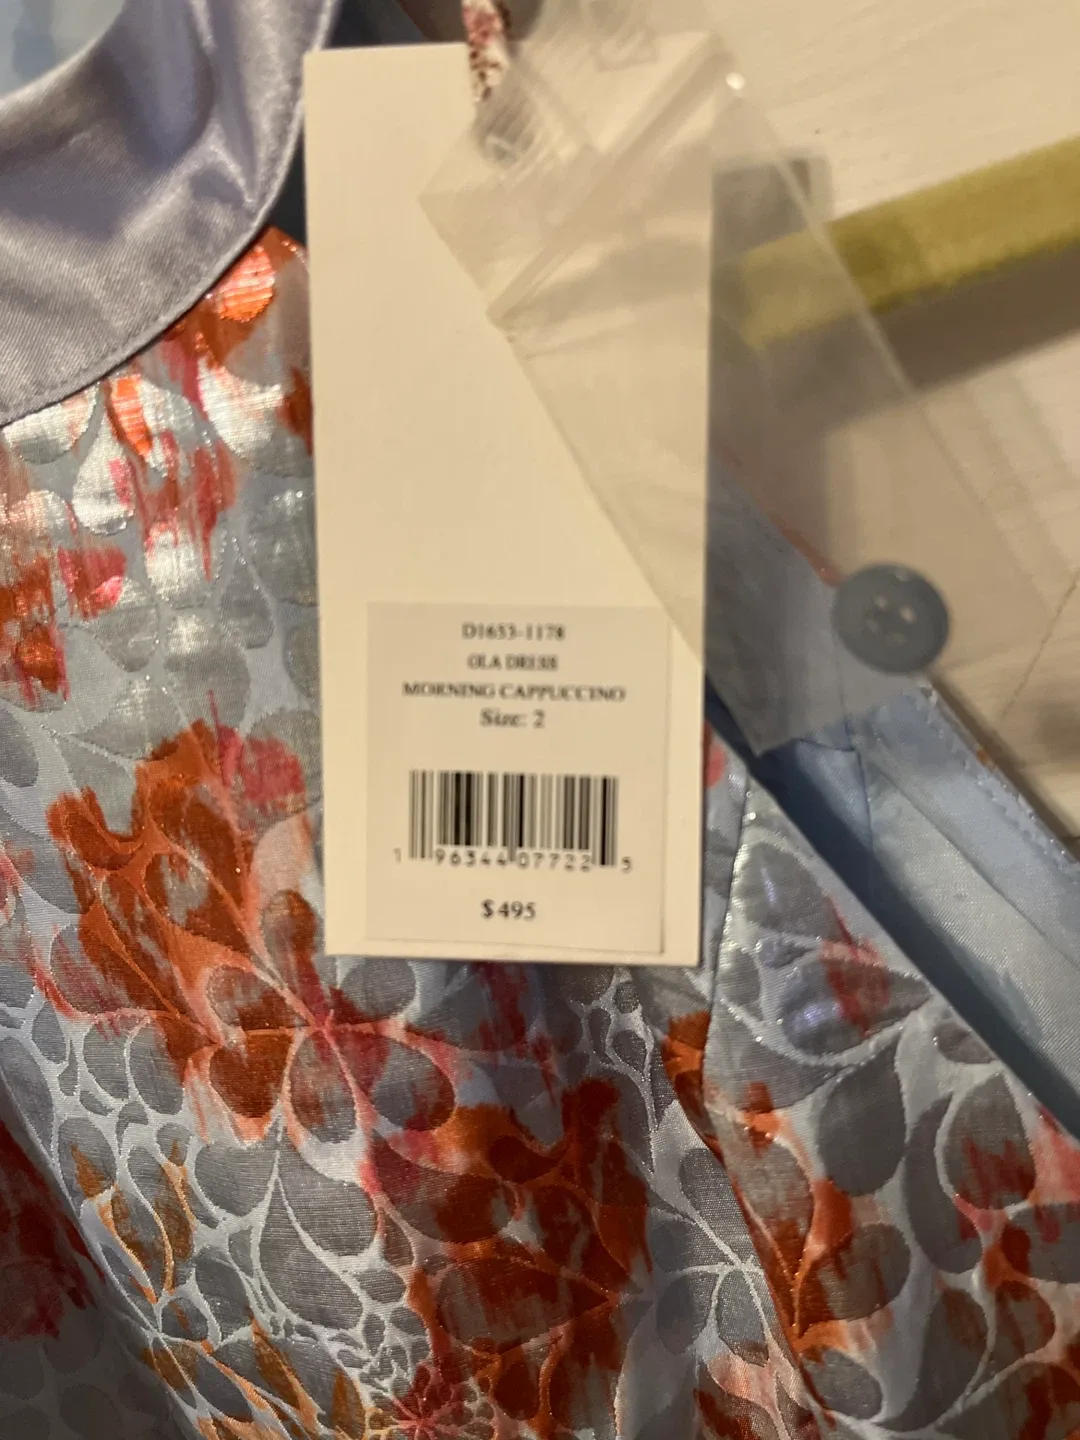 D1653-1178
OLA DRESS
MORNING CAPPUCCINO
Size: 2
1 96344 07722 5
$495